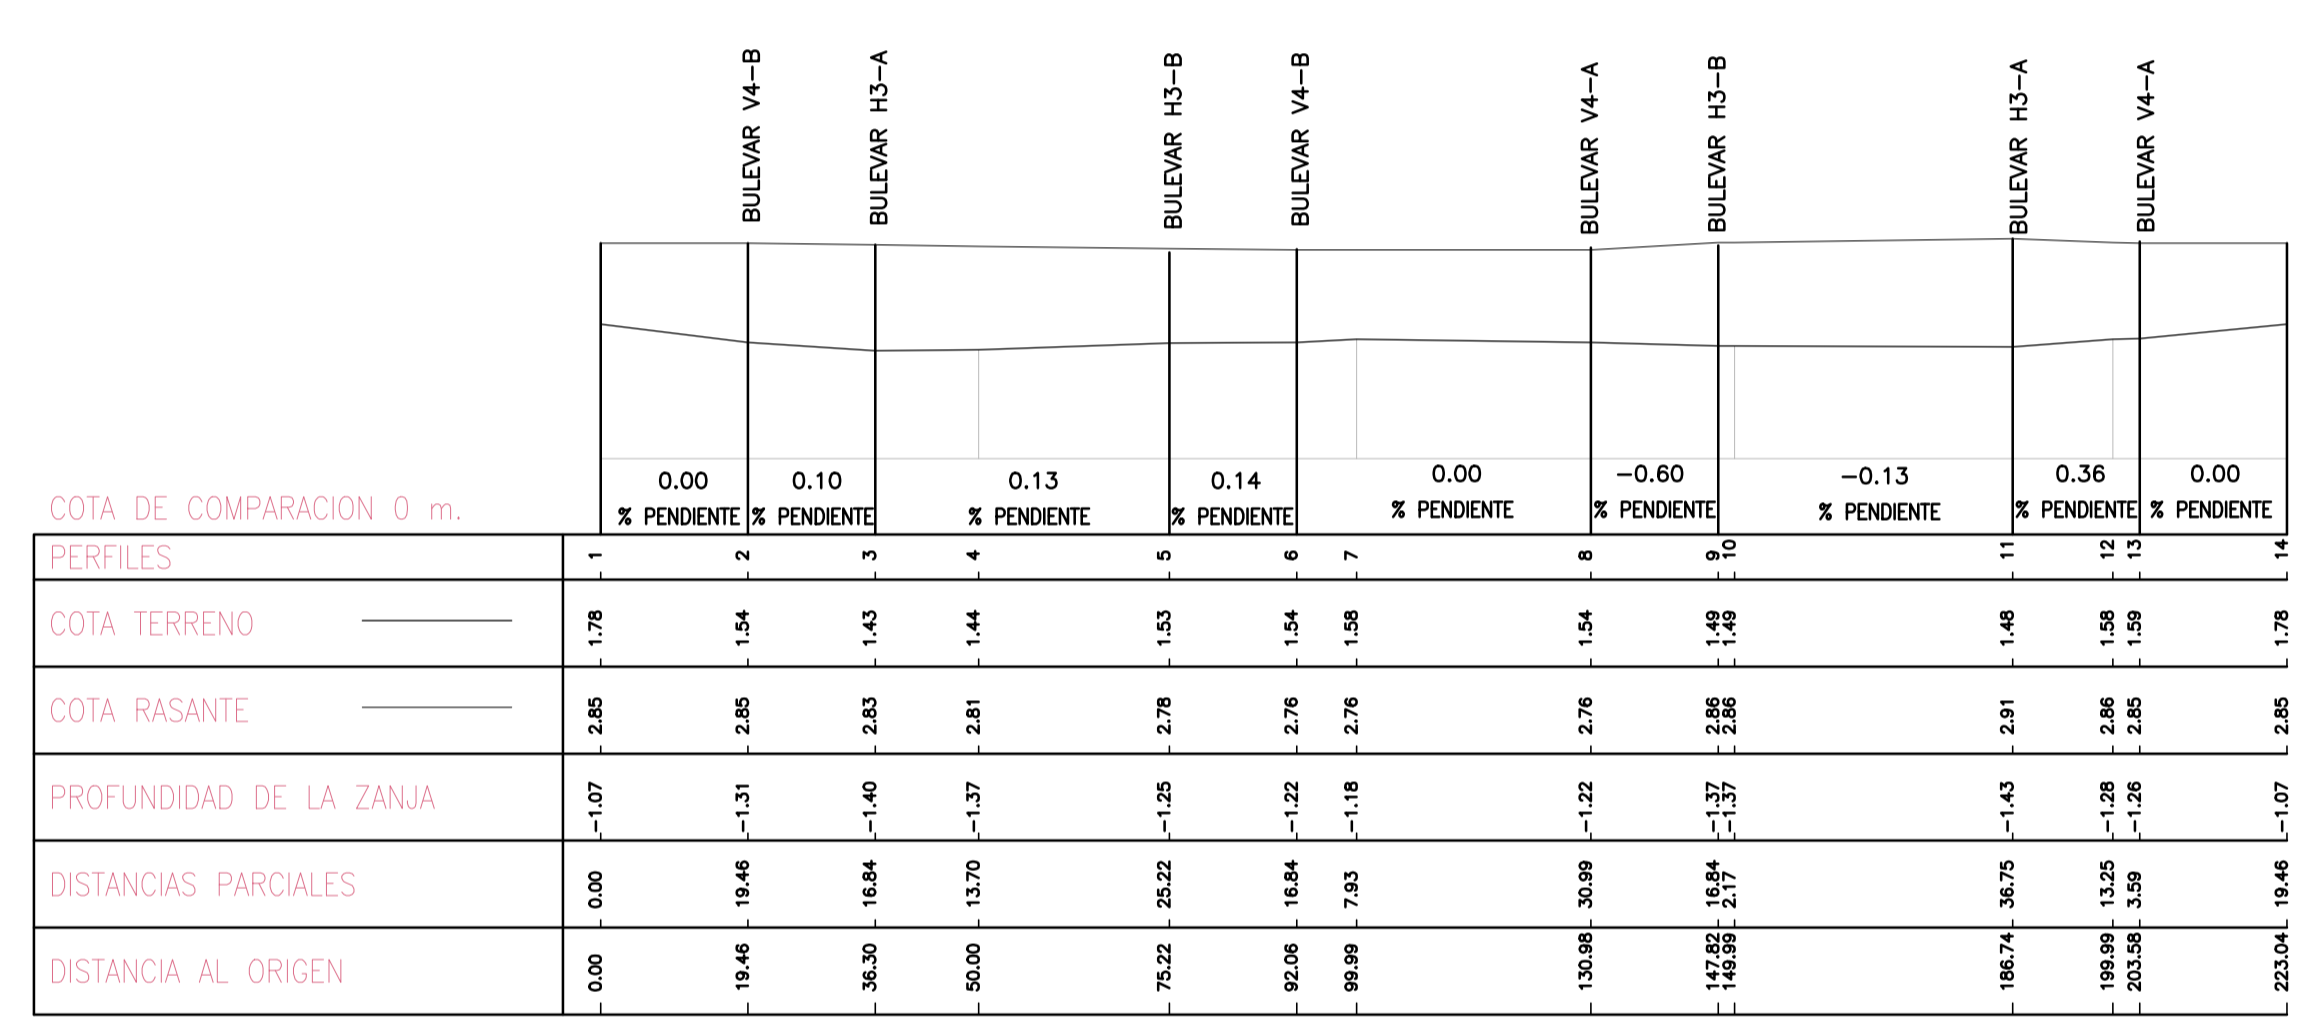 BULEVAR V4-B
BULEVAR H3-A
BULEVAR H3-B
BULEVAR V4-B
BULEVAR V4-A
BULEVAR H3-B
BULEVAR H3-A
BULEVAR V4-A
0.00 0.10 0.13 0.14 0.00 -0.60 -0.13 0.36 0.00
% PENDIENTE % PENDIENTE % PENDIENTE % PENDIENTE % PENDIENTE % PENDIENTE % PENDIENTE % PENDIENTE % PENDIENTE
COTA DE COMPARACION 0 m.
PERFILES 1 2 3 4 5 6 7 8 9 10 11 12 13 14
COTA TERRENO 1.78 1.54 1.43 1.44 1.53 1.54 1.58 1.54 1.49 1.49 1.48 1.58 1.59 1.78
COTA RASANTE 2.85 2.85 2.83 2.81 2.78 2.76 2.76 2.76 2.86 2.86 2.91 2.86 2.85 2.85
PROFUNDIDAD DE LA ZANJA -1.07 -1.31 -1.40 -1.37 -1.25 -1.22 -1.18 -1.22 -1.37 -1.37 -1.43 -1.28 -1.26 -1.07
DISTANCIAS PARCIALES 0.00 19.46 16.84 13.70 25.22 16.84 7.93 30.99 16.84 2.17 36.75 13.25 3.59 19.46
DISTANCIA AL ORIGEN 0.00 19.46 36.30 50.00 75.22 92.06 99.99 130.98 147.82 149.99 186.74 199.99 203.58 223.04